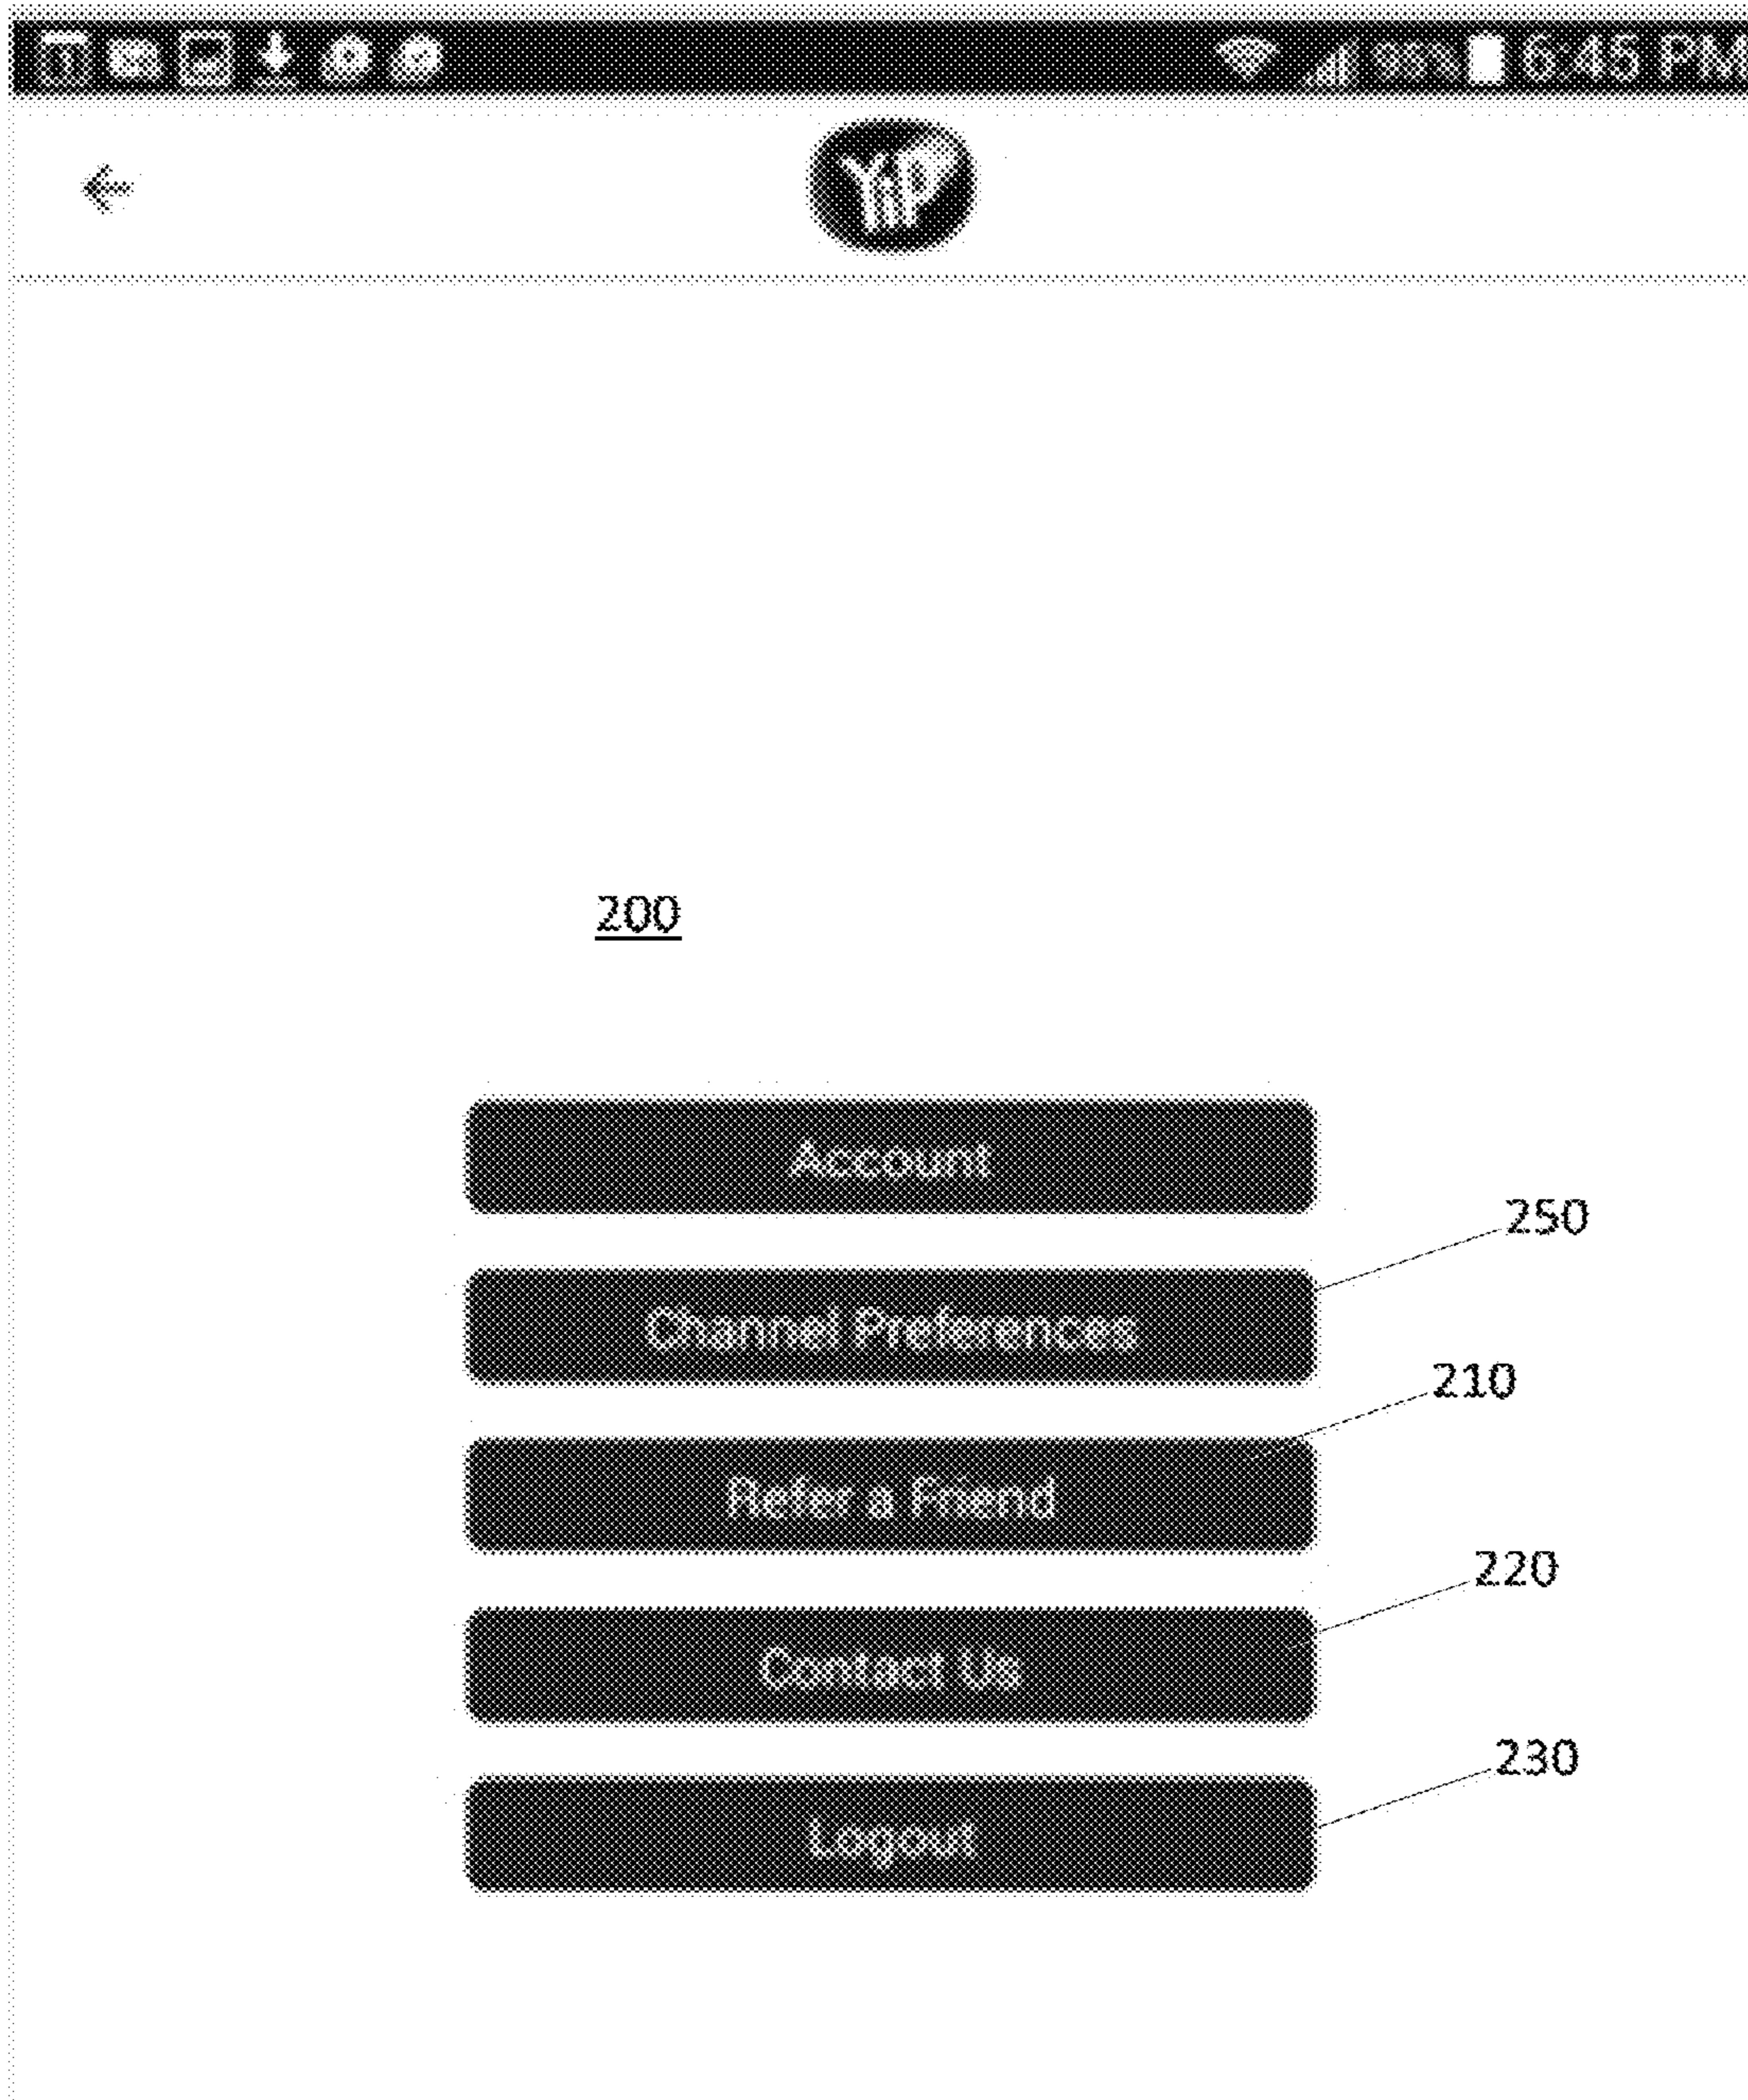 6:45 PM
YiP
200
Account
250
Channel Preferences
210
Refer a Friend
220
Contact Us
230
Logout